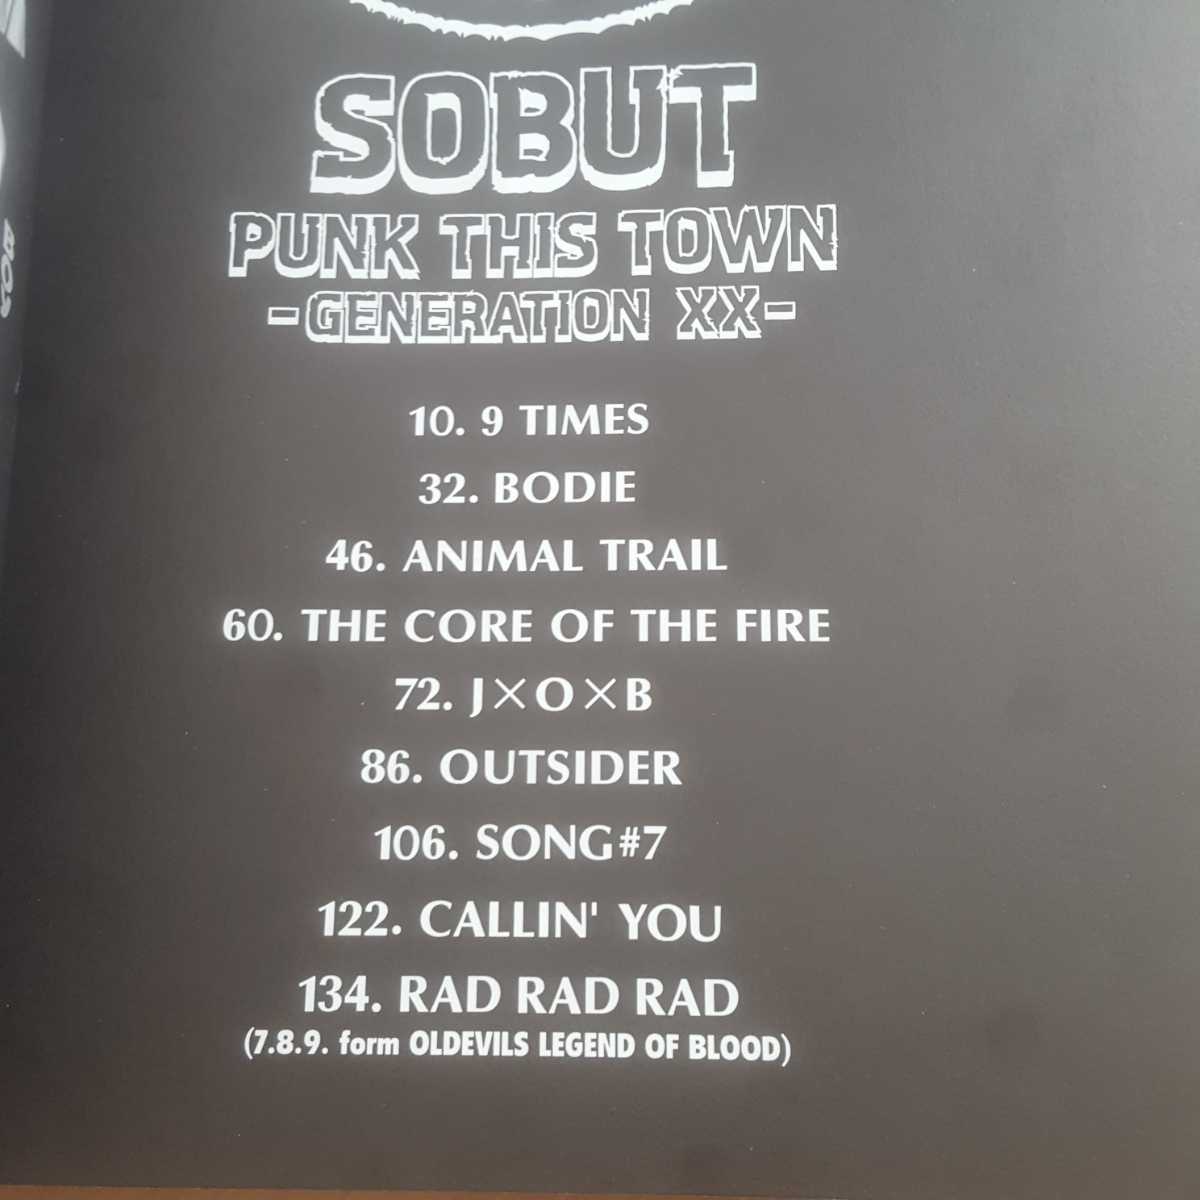 SOBUT
PUNK THIS TOWN
-GENERATION XX-
10. 9 TIMES
32. BODIE
46. ANIMAL TRAIL
60. THE CORE OF THE FIRE
72. J×O×B
86. OUTSIDER
106. SONG#7
122. CALLIN' YOU
134. RAD RAD RAD
(7.8.9. form OLDEVILS LEGEND OF BLOOD)